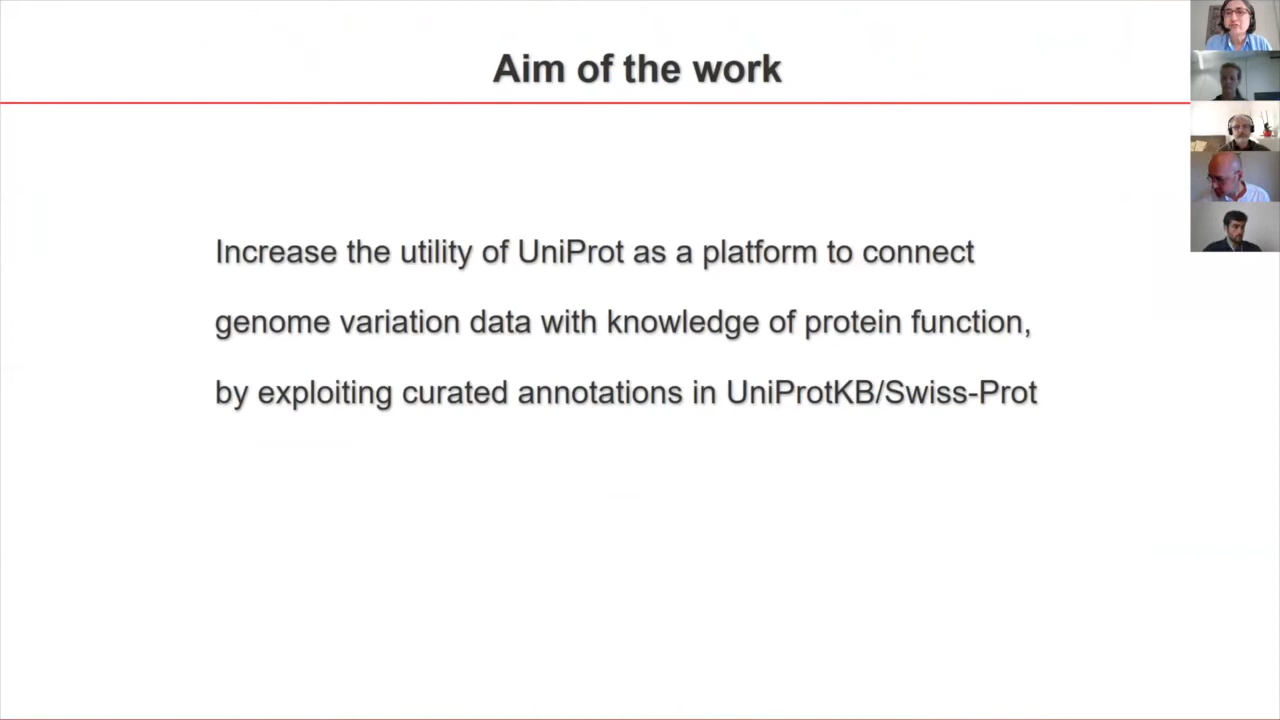 Aim of the work
Increase the utility of UniProt as a platform to connect
genome variation data with knowledge of protein function,
by exploiting curated annotations in UniProtKB/Swiss-Prot